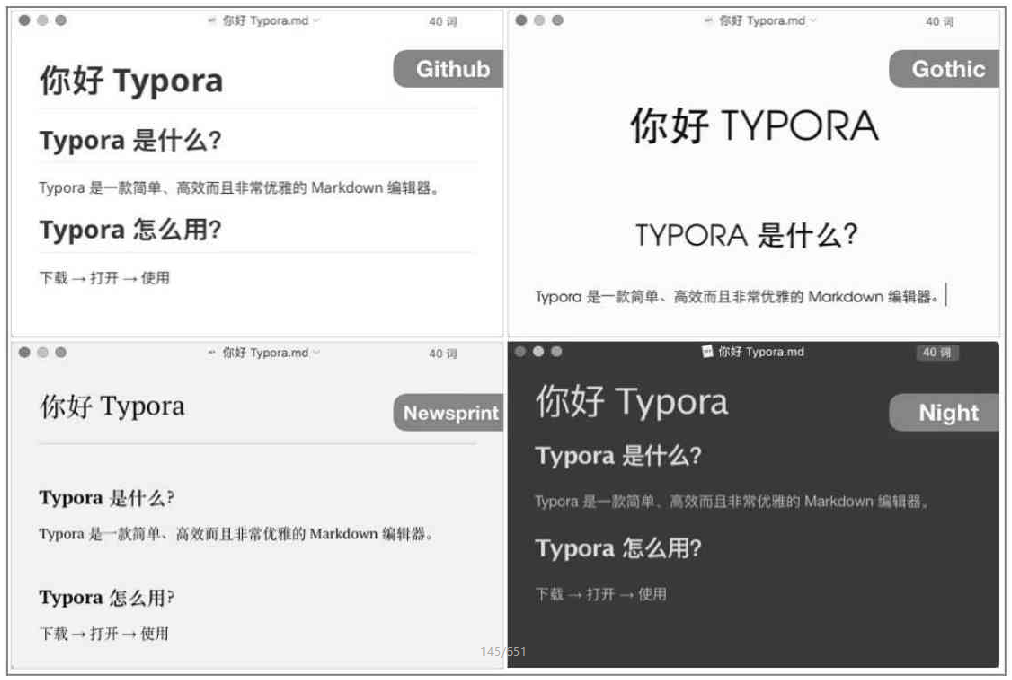 你好 Typora.md
40 词
Github
你好 Typora
Typora 是什么?
Typora 是一款简单、高效而且非常优雅的 Markdown 编辑器。
Typora 怎么用?
下载 → 打开 → 使用
你好 Typora.md
40 词
Gothic
你好 TYPORA
TYPORA 是什么?
Typora 是一款简单、高效而且非常优雅的 Markdown 编辑器。
你好 Typora.md
40 词
Newsprint
你好 Typora
Typora 是什么?
Typora 是一款简单、高效而且非常优雅的 Markdown 编辑器。
Typora 怎么用?
下载 → 打开 → 使用
你好 Typora.md
40 词
Night
你好 Typora
Typora 是什么?
Typora 是一款简单、高效而且非常优雅的 Markdown 编辑器。
Typora 怎么用?
下载 → 打开 → 使用
145/651